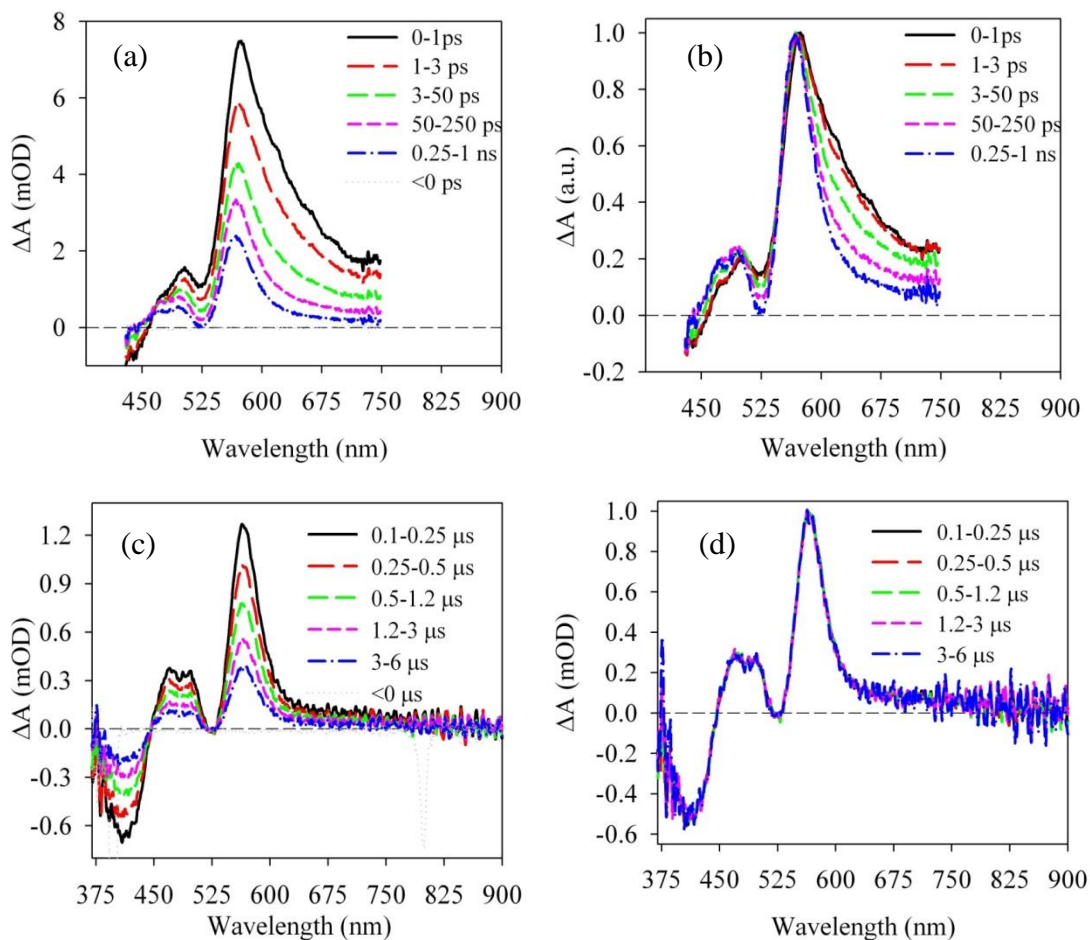 (a)
0-1ps
1-3 ps
3-50 ps
50-250 ps
0.25-1 ns
<0 ps
ΔA (mOD)
8
6
4
2
0
450 525 600 675 750 825 900
Wavelength (nm)
(b)
0-1ps
1-3 ps
3-50 ps
50-250 ps
0.25-1 ns
ΔA (a.u.)
1.0
0.8
0.6
0.4
0.2
0.0
-0.2
450 525 600 675 750 825 900
Wavelength (nm)
(c)
0.1-0.25 μs
0.25-0.5 μs
0.5-1.2 μs
1.2-3 μs
3-6 μs
<0 μs
ΔA (mOD)
1.2
0.9
0.6
0.3
0.0
-0.3
-0.6
375 450 525 600 675 750 825 900
Wavelength (nm)
(d)
0.1-0.25 μs
0.25-0.5 μs
0.5-1.2 μs
1.2-3 μs
3-6 μs
ΔA (mOD)
1.0
0.8
0.6
0.4
0.2
0.0
-0.2
-0.4
-0.6
375 450 525 600 675 750 825 900
Wavelength (nm)